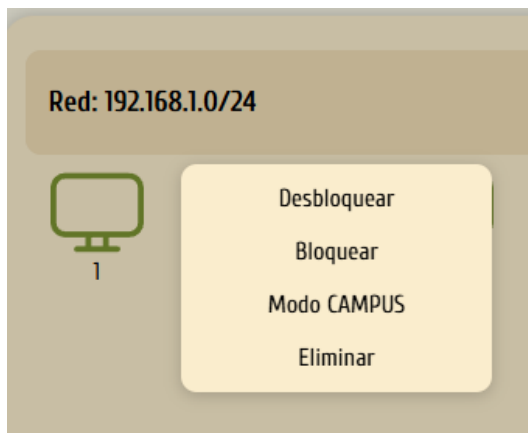 Red: 192.168.1.0/24
1
Desbloquear
Bloquear
Modo CAMPUS
Eliminar